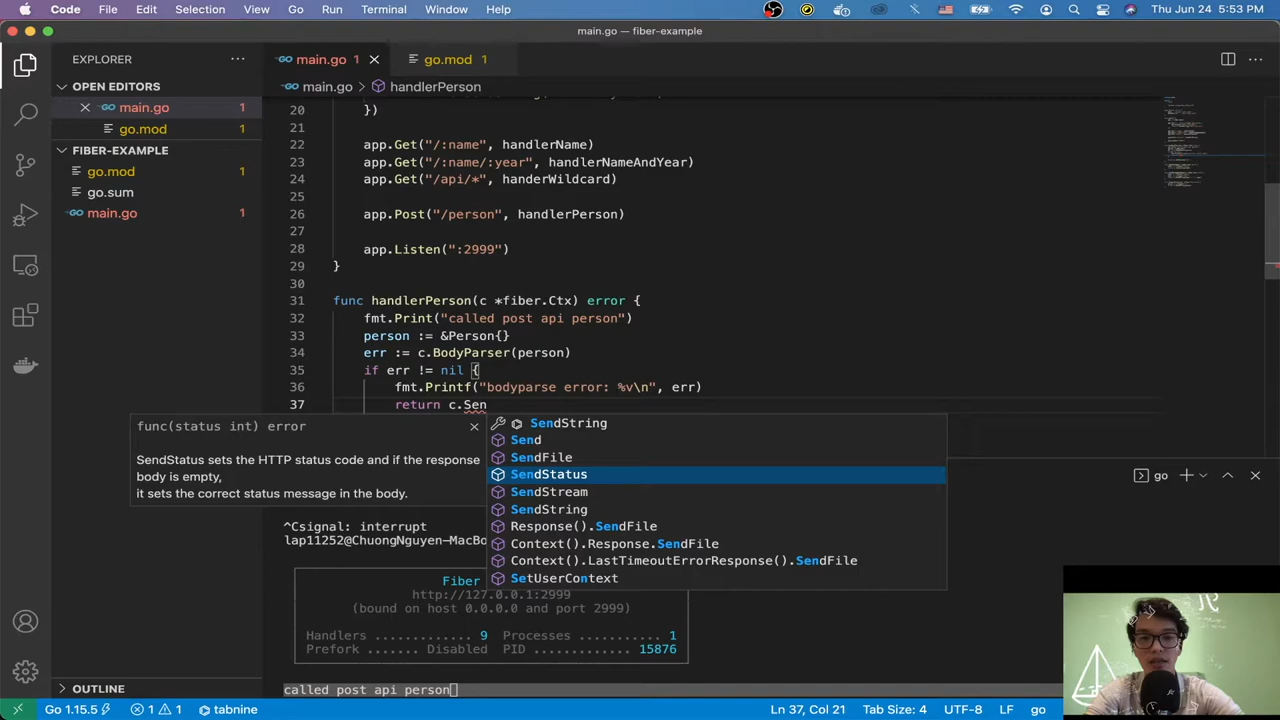 Code File Edit Selection View Go Run Terminal Window Help Thu Jun 24 5:53 PM
main.go — fiber-example
EXPLORER
main.go 1
go.mod 1
main.go > handlerPerson
OPEN EDITORS
main.go 1
go.mod 1
FIBER-EXAMPLE
go.mod 1
go.sum
main.go 1
20 })
21
22 app.Get("/:name", handlerName)
23 app.Get("/:name/:year", handlerNameAndYear)
24 app.Get("/api/*", handerWildcard)
25
26 app.Post("/person", handlerPerson)
27
28 app.Listen(":2999")
29 }
30
31 func handlerPerson(c *fiber.Ctx) error {
32 fmt.Print("called post api person")
33 person := &Person{}
34 err := c.BodyParser(person)
35 if err != nil {
36 fmt.Printf("bodyparse error: %v\n", err)
37 return c.Sen
func(status int) error
SendStatus sets the HTTP status code and if the response
body is empty,
it sets the correct status message in the body.
SendString
Send
SendFile
SendStatus
SendStream
SendString
Response().SendFile
Context().Response.SendFile
Context().LastTimeoutErrorResponse().SendFile
SetUserContext
go
^Csignal: interrupt
lap11252@ChuongNguyen-MacBo
Fiber
http://127.0.0.1:2999
(bound on host 0.0.0.0 and port 2999)
Handlers ............. 9 Processes ........... 1
Prefork ....... Disabled PID ............. 15876
called post api person
OUTLINE
Go 1.15.5 1 1 tabnine Ln 37, Col 21 Tab Size: 4 UTF-8 LF go